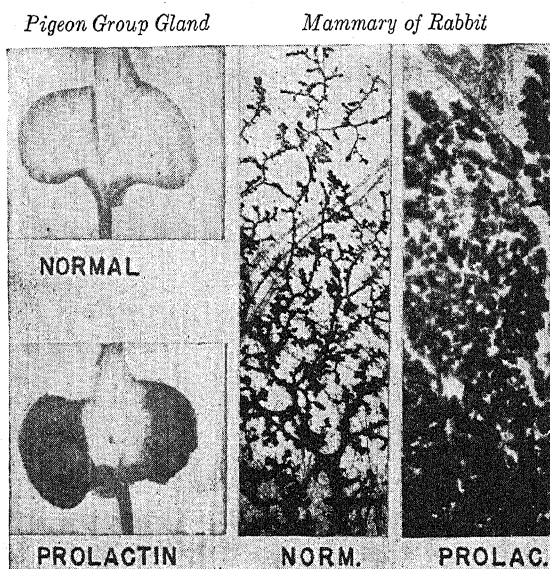 Pigeon Group Gland
Mammary of Rabbit
NORMAL
PROLACTIN
NORM.
PROLAC.